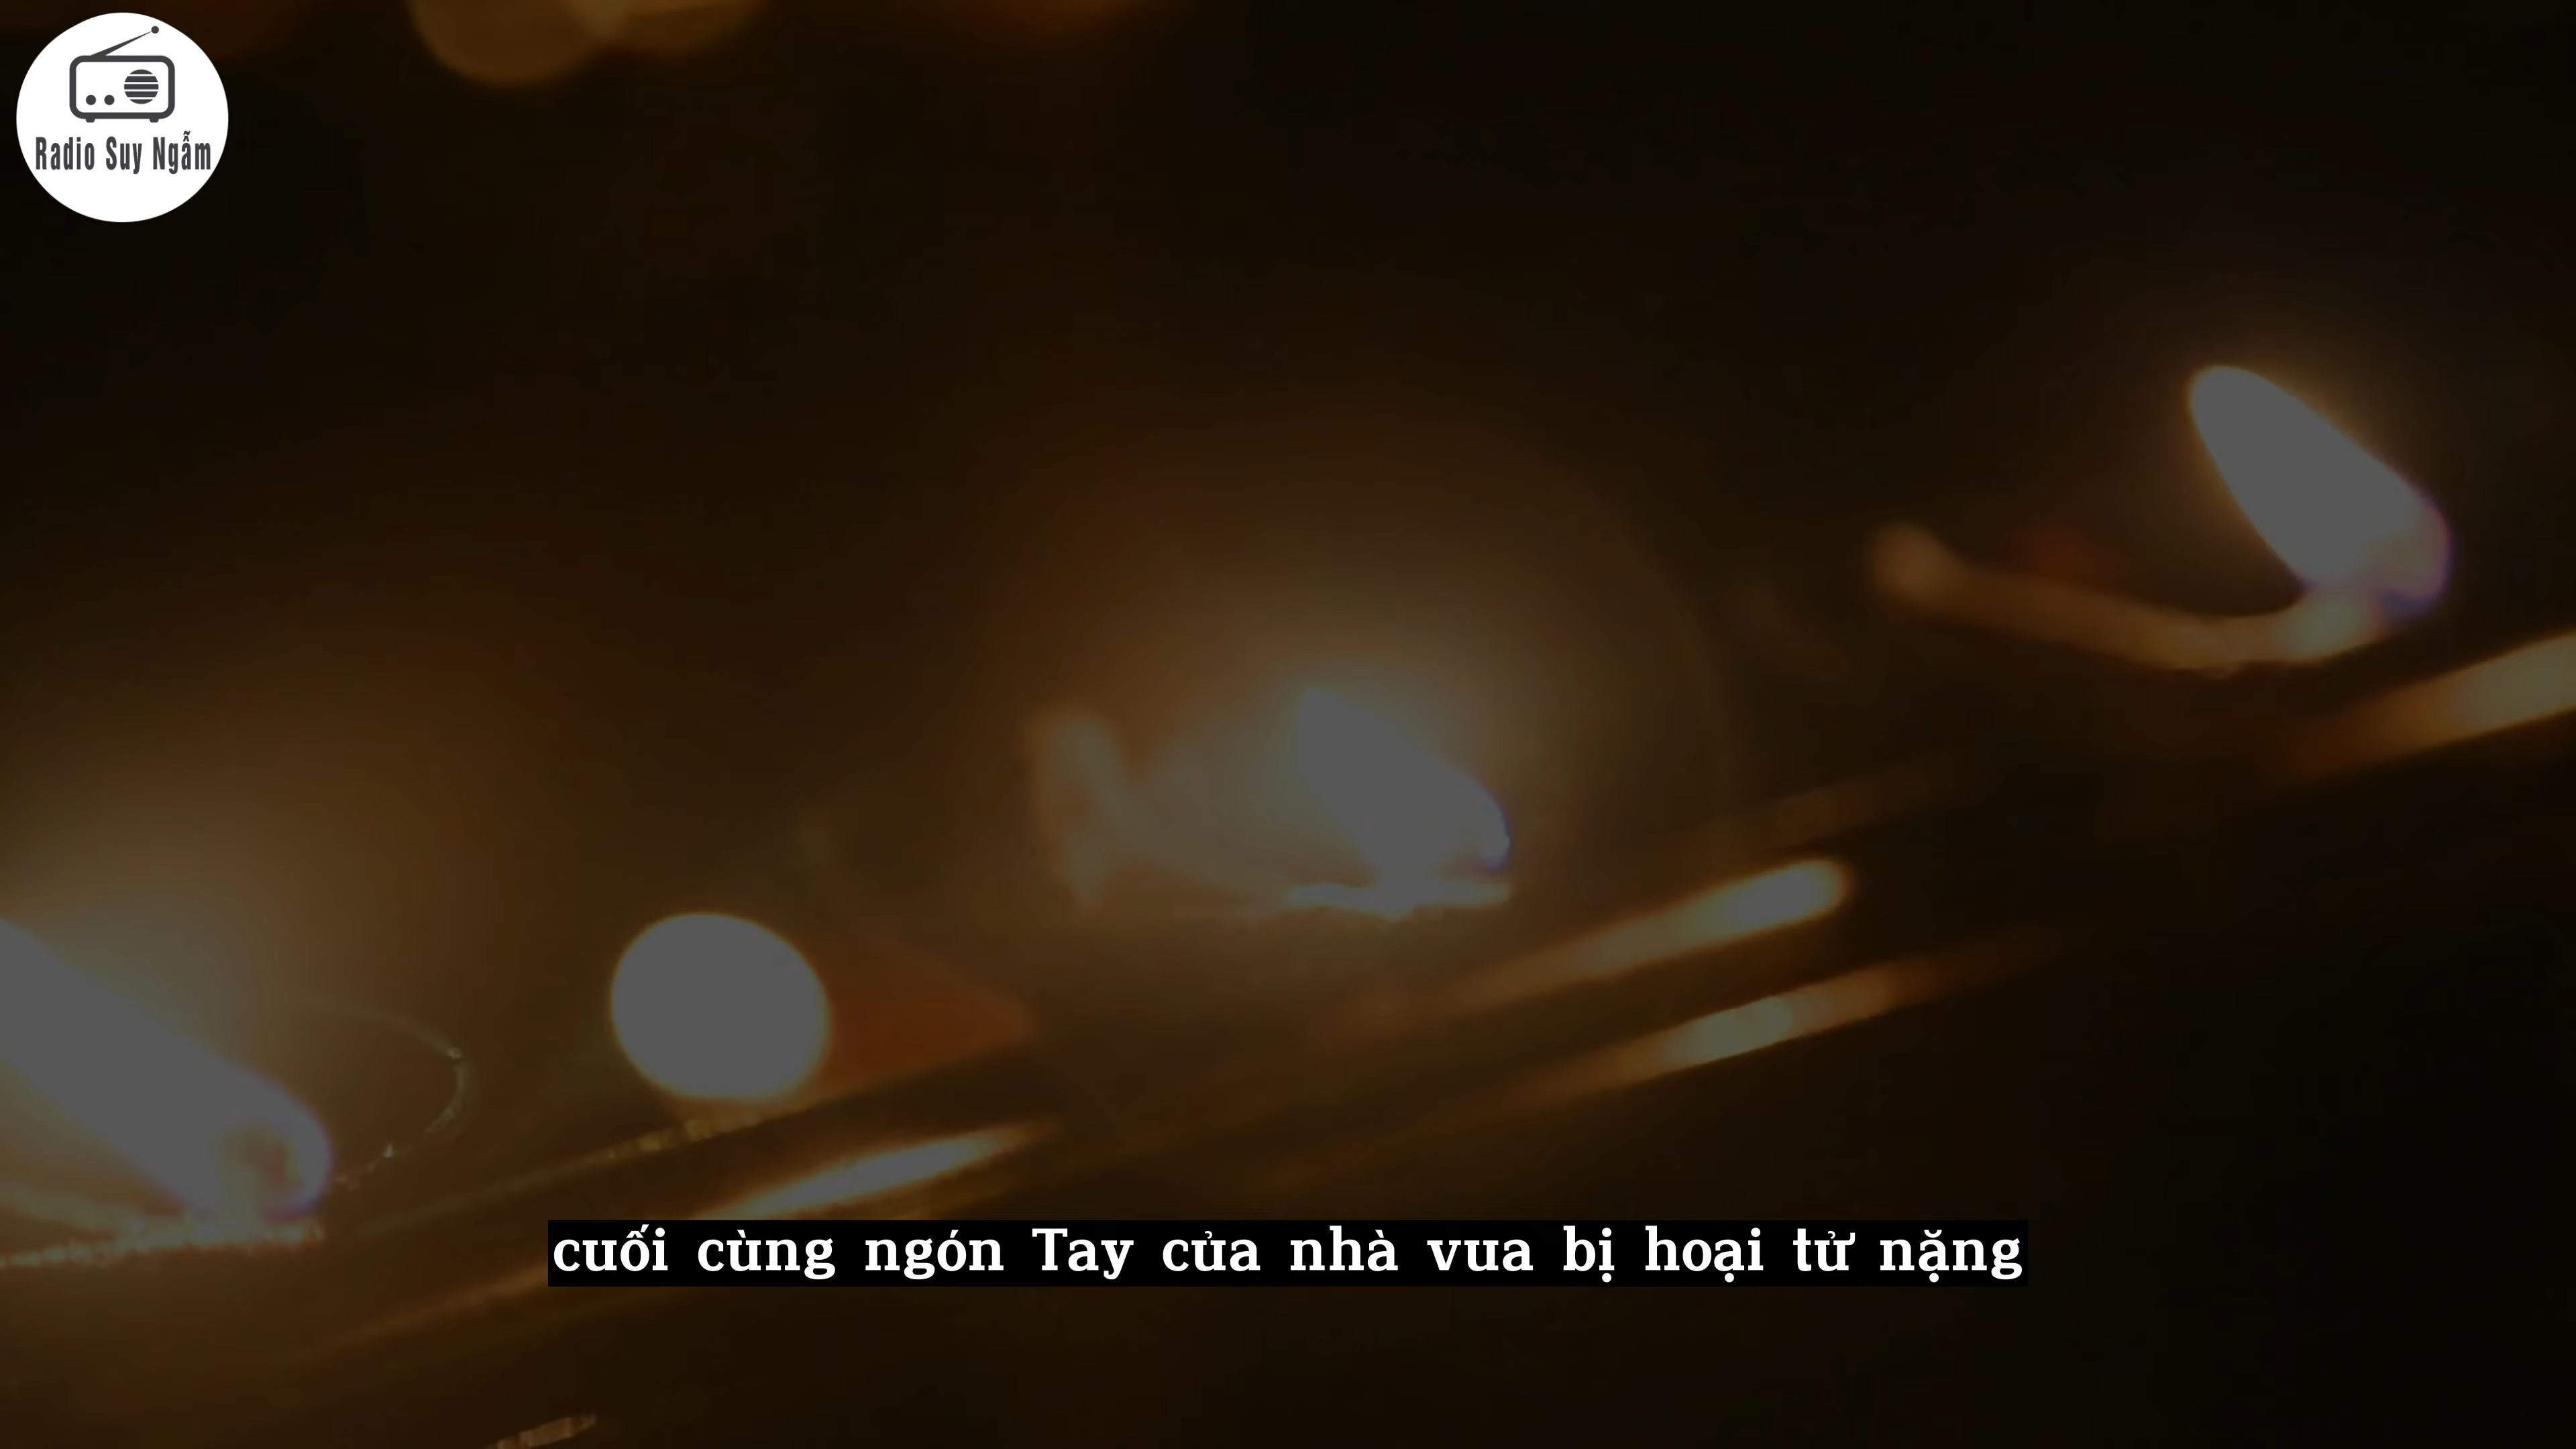 Radio Suy Ngẫm
cuối cùng ngón Tay của nhà vua bị hoại tử nặng